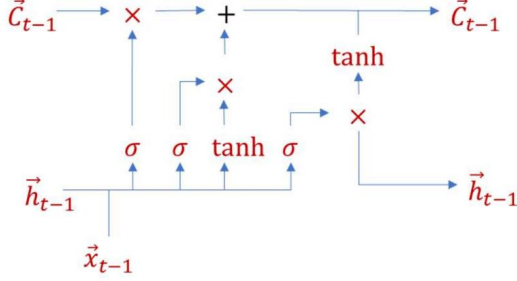 C⃗ₜ₋₁ × + C⃗ₜ₋₁
tanh
× ×
σ σ tanh σ
h⃗ₜ₋₁ h⃗ₜ₋₁
x⃗ₜ₋₁